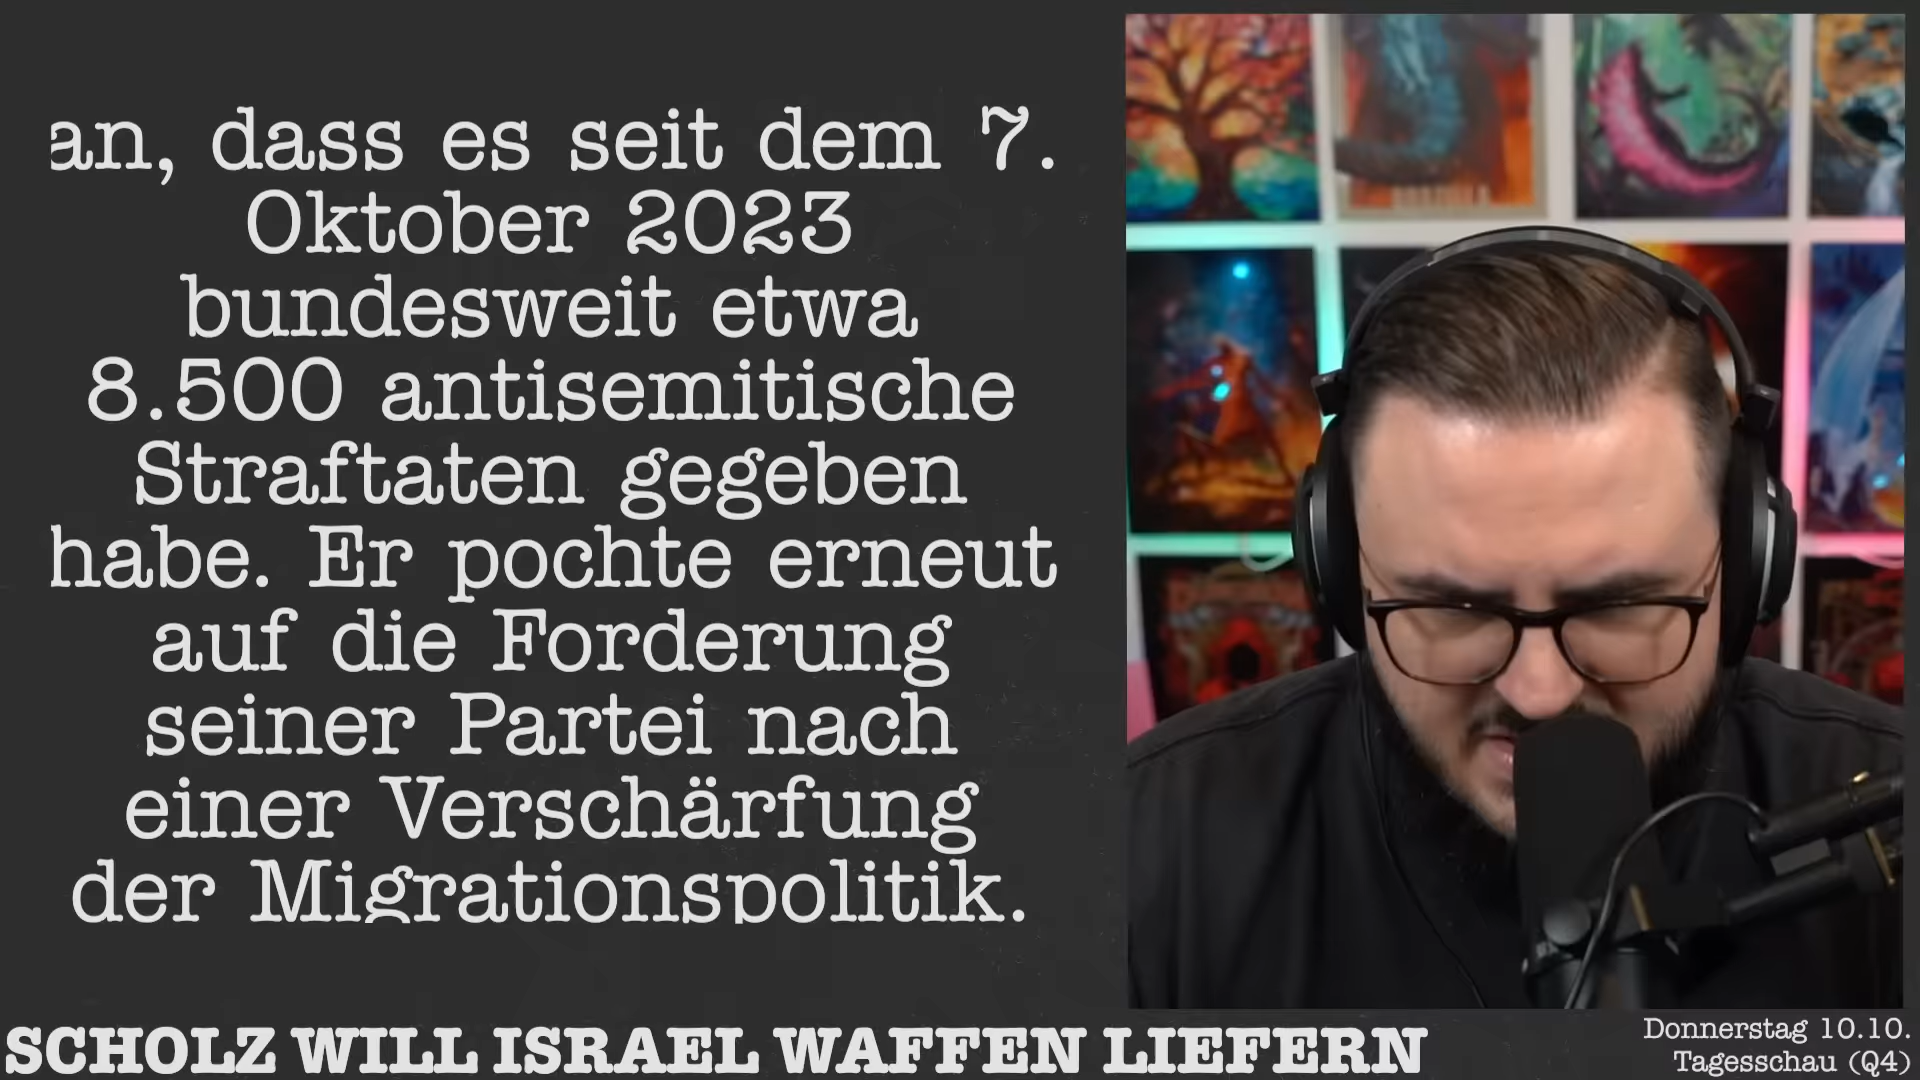 an, dass es seit dem 7.
Oktober 2023
bundesweit etwa
8.500 antisemitische
Straftaten gegeben
habe. Er pochte erneut
auf die Forderung
seiner Partei nach
einer Verschärfung
der Migrationspolitik.
SCHOLZ WILL ISRAEL WAFFEN LIEFERN
Donnerstag 10.10.
Tagesschau (Q4)